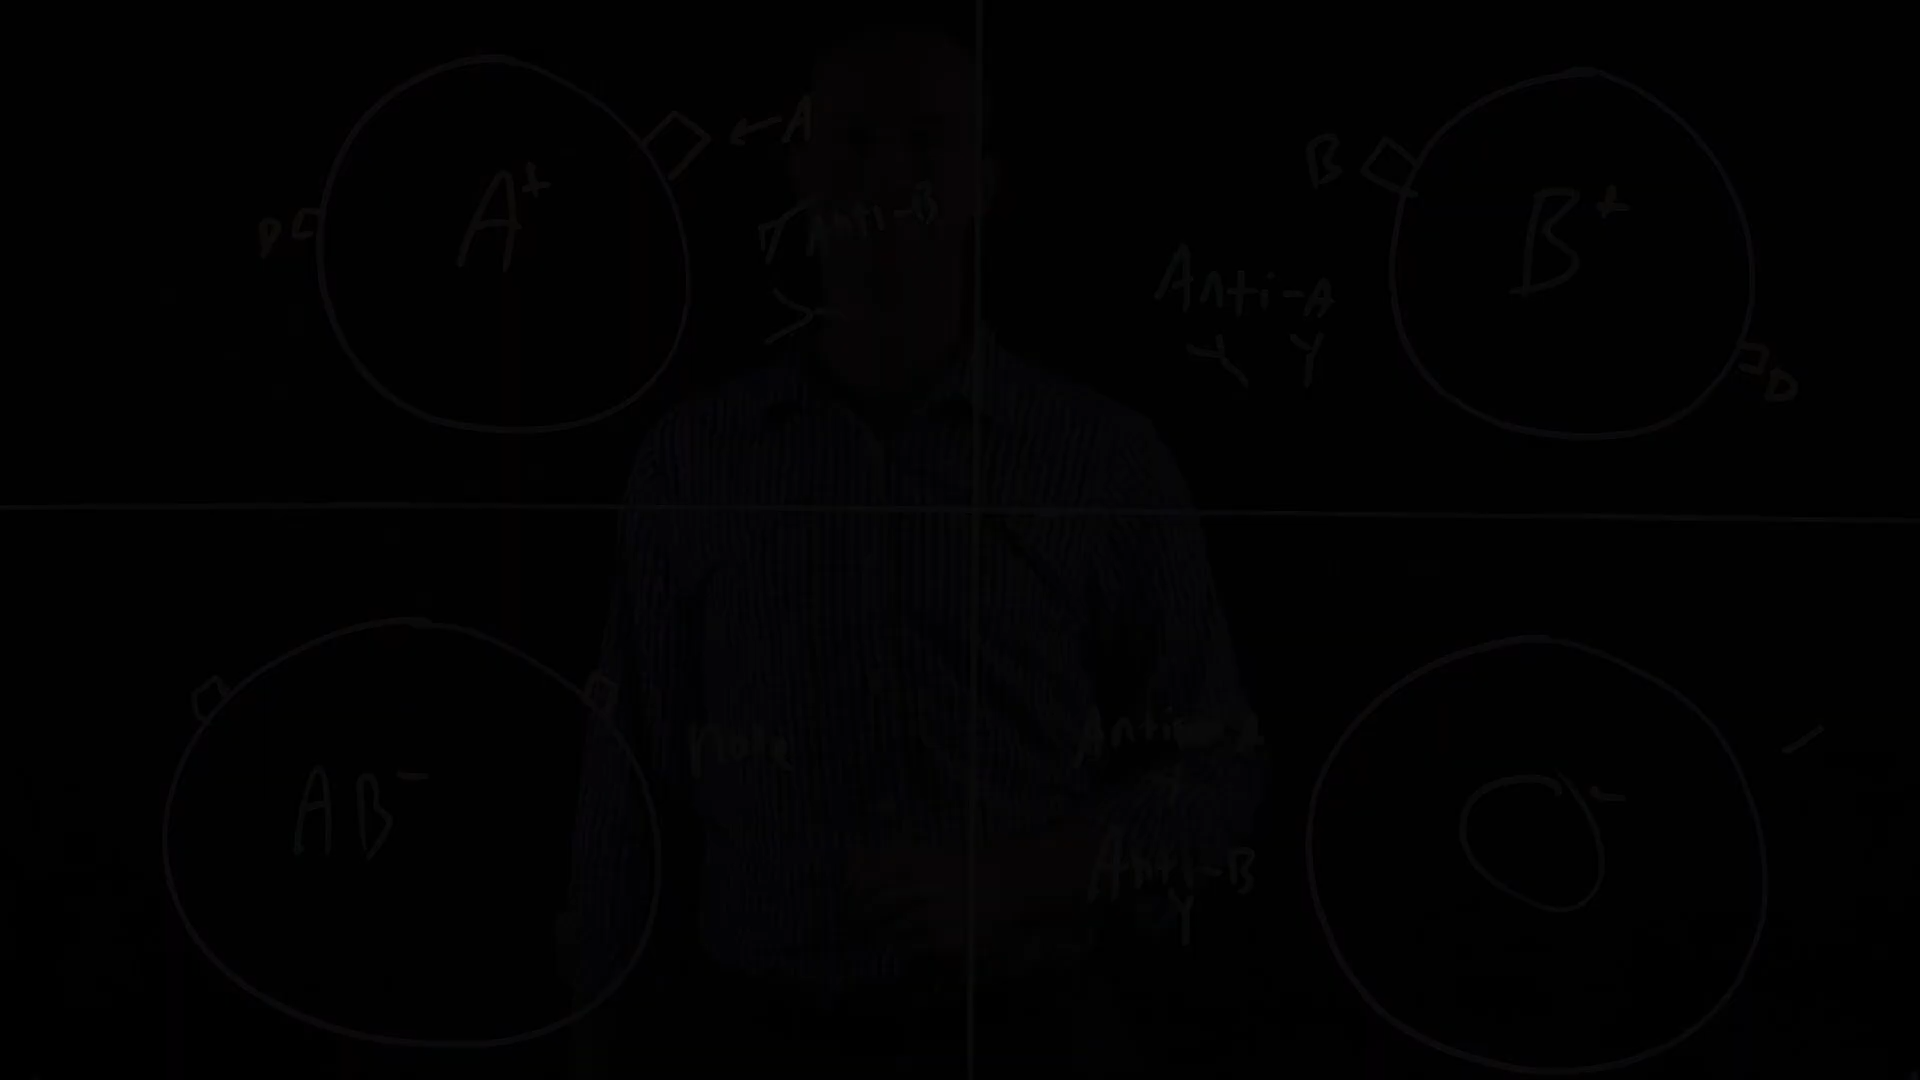 A
A+
D
Anti-B
B
B+
Anti-A
D
AB-
none
Anti-A
Anti-B
O-